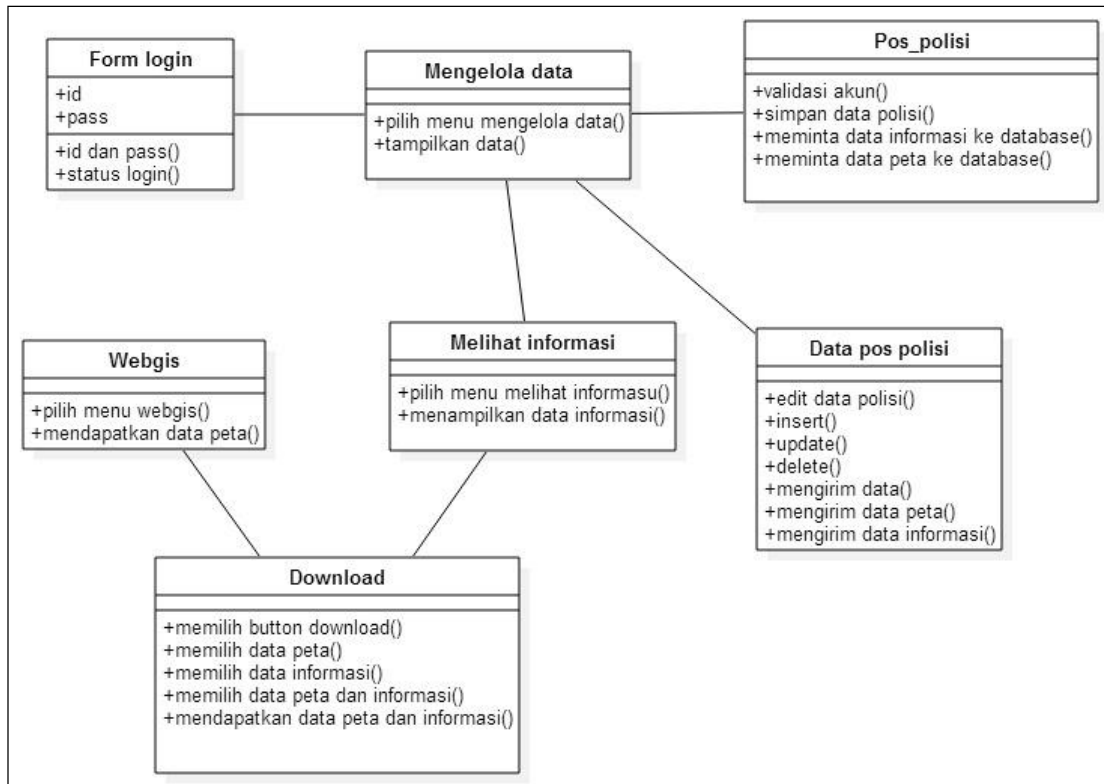 Form login
+id
+pass
+id dan pass()
+status login()
Mengelola data
+pilih menu mengelola data()
+tampilkan data()
Pos_polisi
+validasi akun()
+simpan data polisi()
+meminta data informasi ke database()
+meminta data peta ke database()
Webgis
+pilih menu webgis()
+mendapatkan data peta()
Melihat informasi
+pilih menu melihat informasu()
+menampilkan data informasi()
Data pos polisi
+edit data polisi()
+insert()
+update()
+delete()
+mengirim data()
+mengirim data peta()
+mengirim data informasi()
Download
+memilih button download()
+memilih data peta()
+memilih data informasi()
+memilih data peta dan informasi()
+mendapatkan data peta dan informasi()